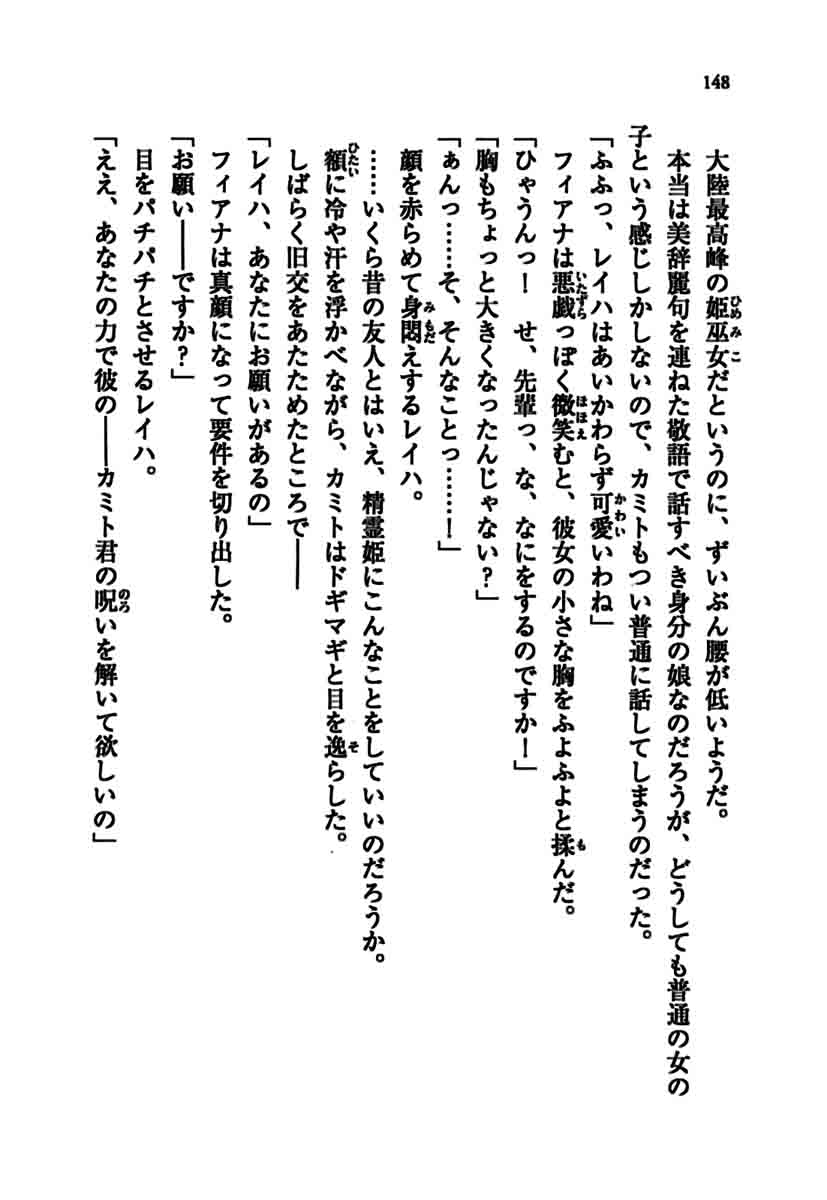 148
大陸最高峰の姫巫女だというのに、ずいぶん腰が低いようだ。
本当は美辞麗句を連ねた敬語で話すべき身分の娘なのだろうが、どうしても普通の女の
子という感じしかしないので、カミトもつい普通に話してしまうのだった。
「ふふっ、レイハはあいかわらず可愛いわね」
フィアナは悪戯っぽく微笑むと、彼女の小さな胸をふよふよと揉んだ。
「ひゃうんっ！　せ、先輩っ、な、なにをするのですか！」
「胸もちょっと大きくなったんじゃない？」
「ぁんっ……そ、そんなことっ……！」
顔を赤らめて身悶えするレイハ。
……いくら昔の友人とはいえ、精霊姫にこんなことをしていいのだろうか。
額に冷や汗を浮かべながら、カミトはドギマギと目を逸らした。
しばらく旧交をあたためたところで――
「レイハ、あなたにお願いがあるの」
フィアナは真顔になって要件を切り出した。
「お願い――ですか？」
目をパチパチとさせるレイハ。
「ええ、あなたの力で彼の――カミト君の呪いを解いて欲しいの」